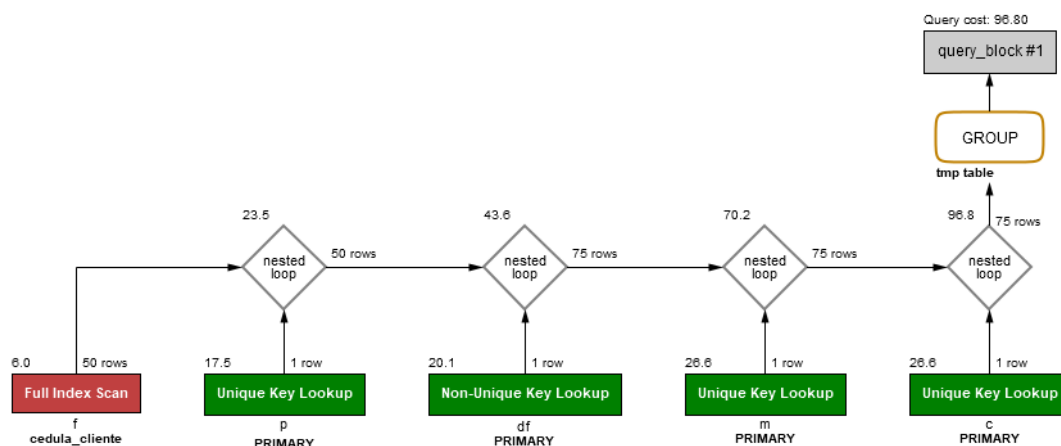 Query cost: 96.80
query_block #1
GROUP
tmp table
23.5
43.6
70.2
96.8
75 rows
nested
loop
50 rows
nested
loop
75 rows
nested
loop
75 rows
nested
loop
6.0
50 rows
17.5
1 row
20.1
1 row
26.6
1 row
26.6
1 row
Full Index Scan
Unique Key Lookup
Non-Unique Key Lookup
Unique Key Lookup
Unique Key Lookup
f
cedula_cliente
p
PRIMARY
df
PRIMARY
m
PRIMARY
c
PRIMARY